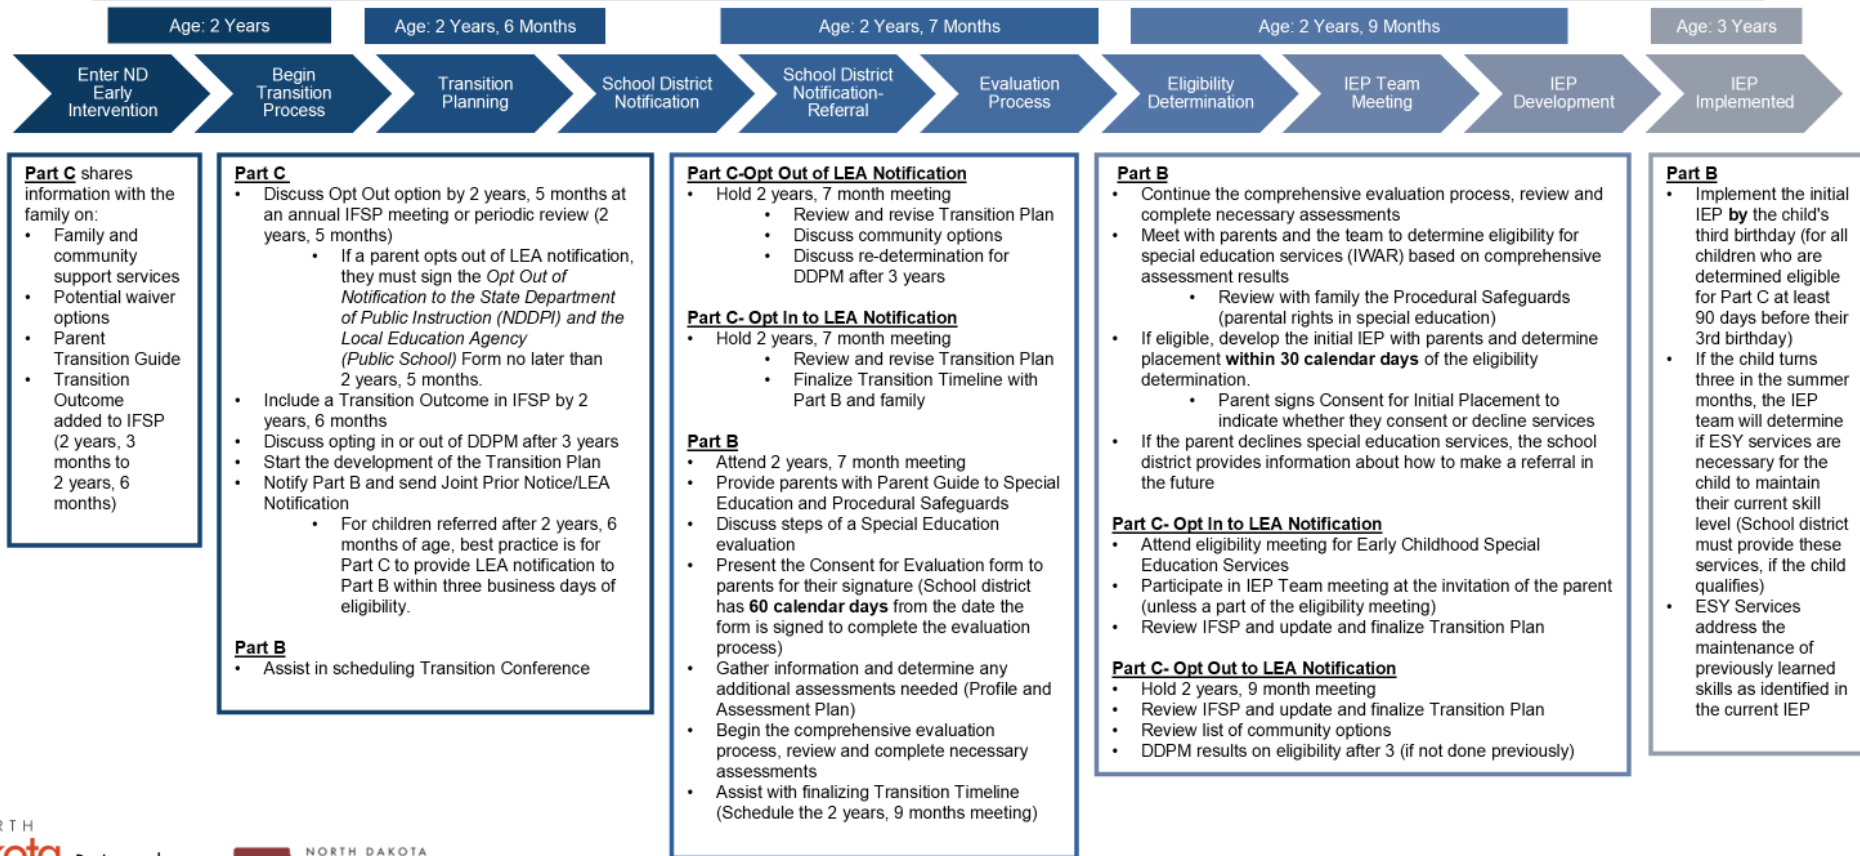 Age: 2 Years
Age: 2 Years, 6 Months
Age: 2 Years, 7 Months
Age: 2 Years, 9 Months
Age: 3 Years
Enter ND
Early
Intervention
Begin
Transition
Process
Transition
Planning
School District
Notification
School District
Notification-
Referral
Evaluation
Process
Eligibility
Determination
IEP Team
Meeting
IEP
Development
IEP
Implemented
Part C shares
information with the
family on:
• Family and
community
support services
• Potential waiver
options
• Parent
Transition Guide
• Transition
Outcome
added to IFSP
(2 years, 3
months to
2 years, 6
months)
Part C
• Discuss Opt Out option by 2 years, 5 months at
an annual IFSP meeting or periodic review (2
years, 5 months)
• If a parent opts out of LEA notification,
they must sign the Opt Out of
Notification to the State Department
of Public Instruction (NDDPI) and the
Local Education Agency
(Public School) Form no later than
2 years, 5 months.
• Include a Transition Outcome in IFSP by 2
years, 6 months
• Discuss opting in or out of DDPM after 3 years
• Start the development of the Transition Plan
• Notify Part B and send Joint Prior Notice/LEA
Notification
• For children referred after 2 years, 6
months of age, best practice is for
Part C to provide LEA notification to
Part B within three business days of
eligibility.
Part B
• Assist in scheduling Transition Conference
Part C-Opt Out of LEA Notification
• Hold 2 years, 7 month meeting
• Review and revise Transition Plan
• Discuss community options
• Discuss re-determination for
DDPM after 3 years
Part C- Opt In to LEA Notification
• Hold 2 years, 7 month meeting
• Review and revise Transition Plan
• Finalize Transition Timeline with
Part B and family
Part B
• Attend 2 years, 7 month meeting
• Provide parents with Parent Guide to Special
Education and Procedural Safeguards
• Discuss steps of a Special Education
evaluation
• Present the Consent for Evaluation form to
parents for their signature (School district
has 60 calendar days from the date the
form is signed to complete the evaluation
process)
• Gather information and determine any
additional assessments needed (Profile and
Assessment Plan)
• Begin the comprehensive evaluation
process, review and complete necessary
assessments
• Assist with finalizing Transition Timeline
(Schedule the 2 years, 9 months meeting)
Part B
• Continue the comprehensive evaluation process, review and
complete necessary assessments
• Meet with parents and the team to determine eligibility for
special education services (IWAR) based on comprehensive
assessment results
• Review with family the Procedural Safeguards
(parental rights in special education)
• If eligible, develop the initial IEP with parents and determine
placement within 30 calendar days of the eligibility
determination.
• Parent signs Consent for Initial Placement to
indicate whether they consent or decline services
• If the parent declines special education services, the school
district provides information about how to make a referral in
the future
Part C- Opt In to LEA Notification
• Attend eligibility meeting for Early Childhood Special
Education Services
• Participate in IEP Team meeting at the invitation of the parent
(unless a part of the eligibility meeting)
• Review IFSP and update and finalize Transition Plan
Part C- Opt Out to LEA Notification
• Hold 2 years, 9 month meeting
• Review IFSP and update and finalize Transition Plan
• Review list of community options
• DDPM results on eligibility after 3 (if not done previously)
Part B
• Implement the initial
IEP by the child's
third birthday (for all
children who are
determined eligible
for Part C at least
90 days before their
3rd birthday)
• If the child turns
three in the summer
months, the IEP
team will determine
if ESY services are
necessary for the
child to maintain
their current skill
level (School district
must provide these
services, if the child
qualifies)
• ESY Services
address the
maintenance of
previously learned
skills as identified in
the current IEP
NORTH DAKOTA